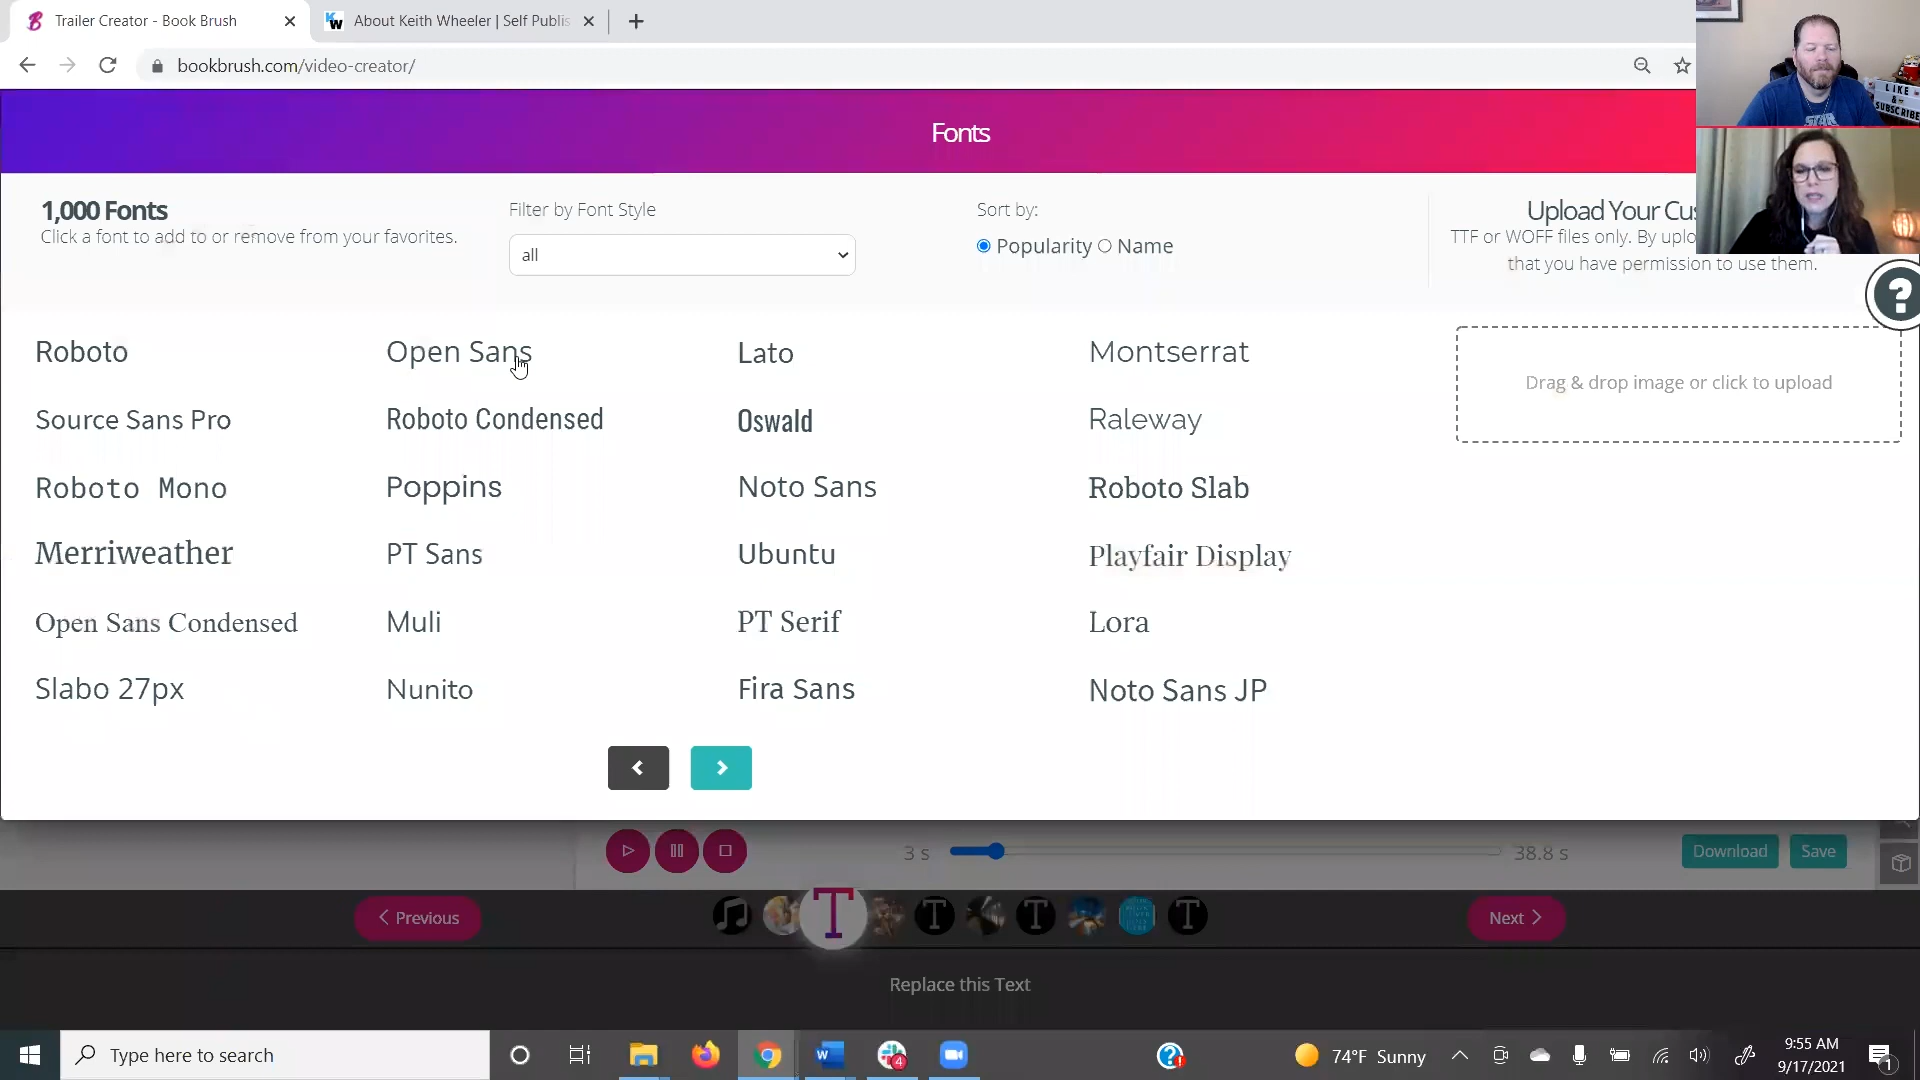 Trailer Creator - Book Brush
About Keith Wheeler | Self Publis
bookbrush.com/video-creator/
LIKE
&
SUBSCRIBE
STAR
Fonts
1,000 Fonts
Click a font to add to or remove from your favorites.
Filter by Font Style
all
Sort by:
Popularity
Name
Upload Your Cus
TTF or WOFF files only. By uplo
that you have permission to use them.
Roboto
Open Sans
Lato
Montserrat
Drag & drop image or click to upload
Source Sans Pro
Roboto Condensed
Oswald
Raleway
Roboto Mono
Poppins
Noto Sans
Roboto Slab
Merriweather
PT Sans
Ubuntu
Playfair Display
Open Sans Condensed
Muli
PT Serif
Lora
Slabo 27px
Nunito
Fira Sans
Noto Sans JP
3 s
38.8 s
Download
Save
Previous
T
T
T
T
Next
Replace this Text
Type here to search
4
74°F Sunny
9:55 AM
9/17/2021
1